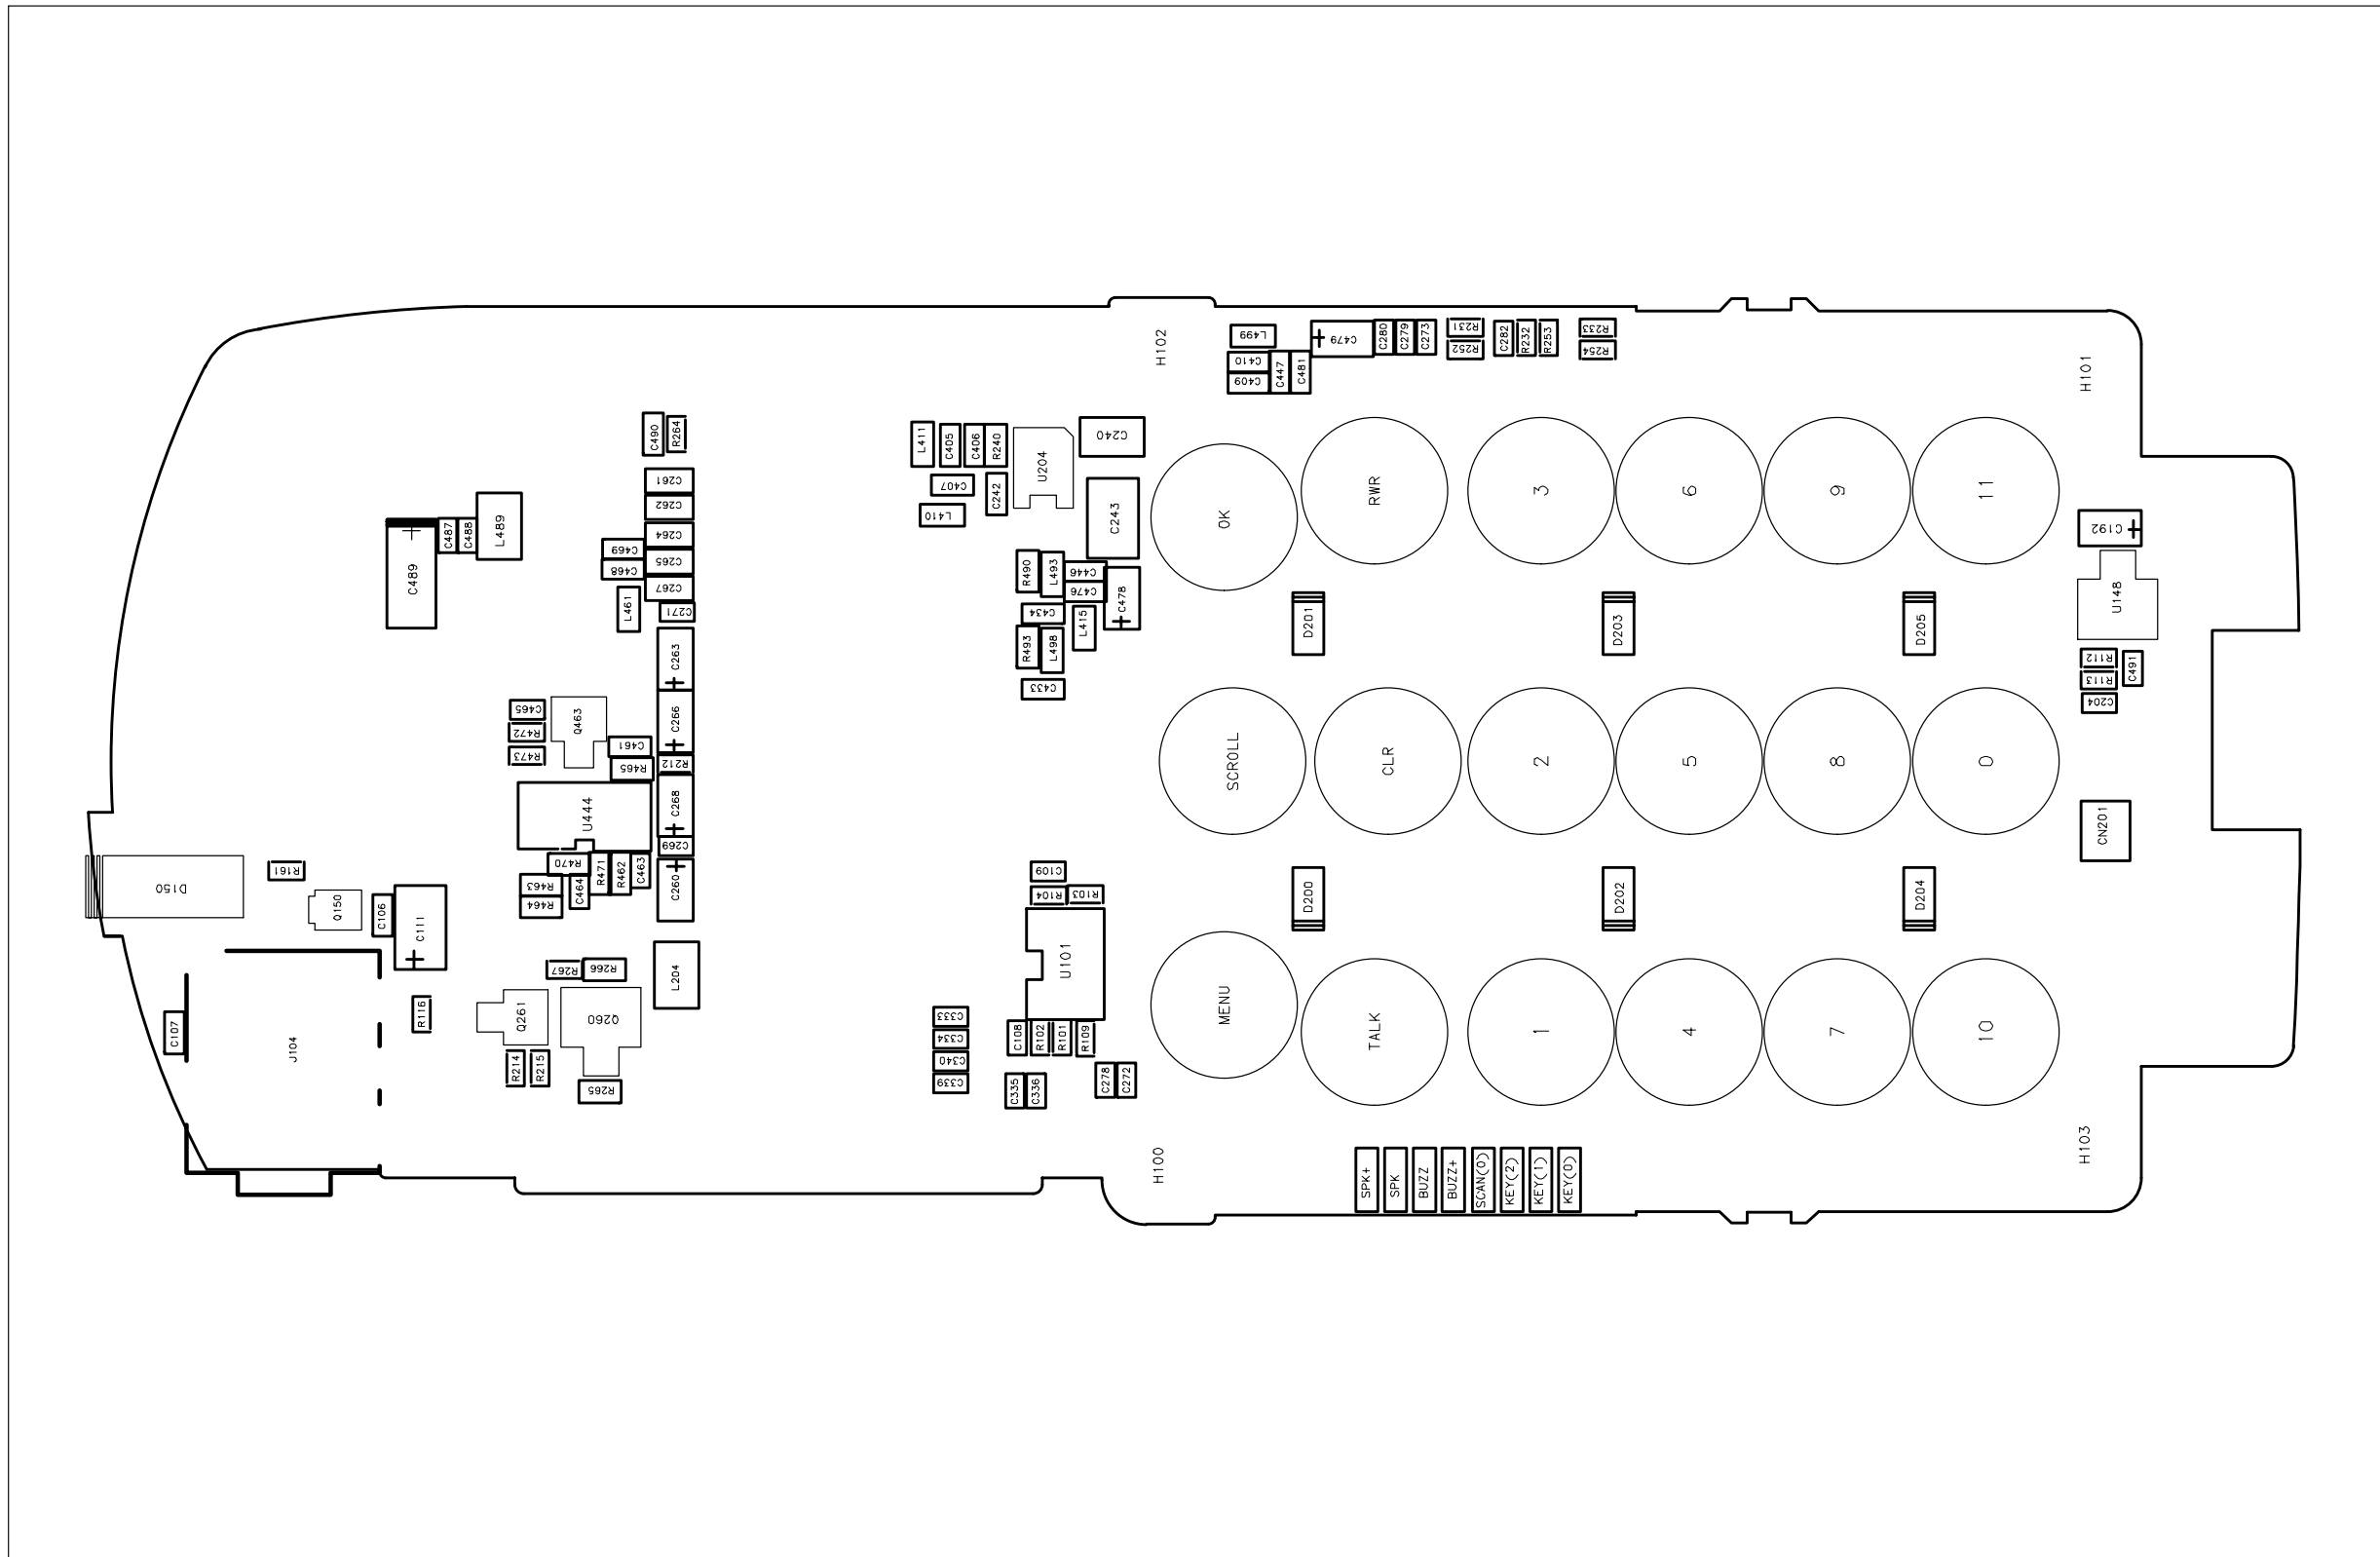 H102
L499
C410
C409
C447
C481
C479
C280
C279
C273
R231
R252
C282
R232
R253
R233
R254
H101
C490
R264
L411
C405
C406
R240
U204
C240
C407
C242
L410
C243
OK
RWR
3
6
9
11
C261
C262
C264
C265
C267
C271
C469
C468
L461
C487
C488
L489
C489
R490
L493
C446
C476
C478
C434
L415
R493
L498
C433
D201
D203
D205
C192
U148
R112
R113
C204
C491
C263
C266
R212
C268
C269
C260
C465
R472
R473
Q463
C461
R465
U444
SCROLL
CLR
2
5
8
0
CN201
D150
R161
Q150
C106
C111
R470
R471
R462
C463
R463
R464
C464
C109
R104
R103
U101
D200
D202
D204
R267
R266
L204
Q261
Q260
R214
R215
R265
R116
C107
J104
C333
C334
C340
C339
C108
R102
R101
R109
C335
C336
C278
C272
MENU
TALK
1
4
7
10
H100
SPK+
SPK
BUZZ
BUZZ+
SCAN(0)
KEY(2)
KEY(1)
KEY(0)
H103